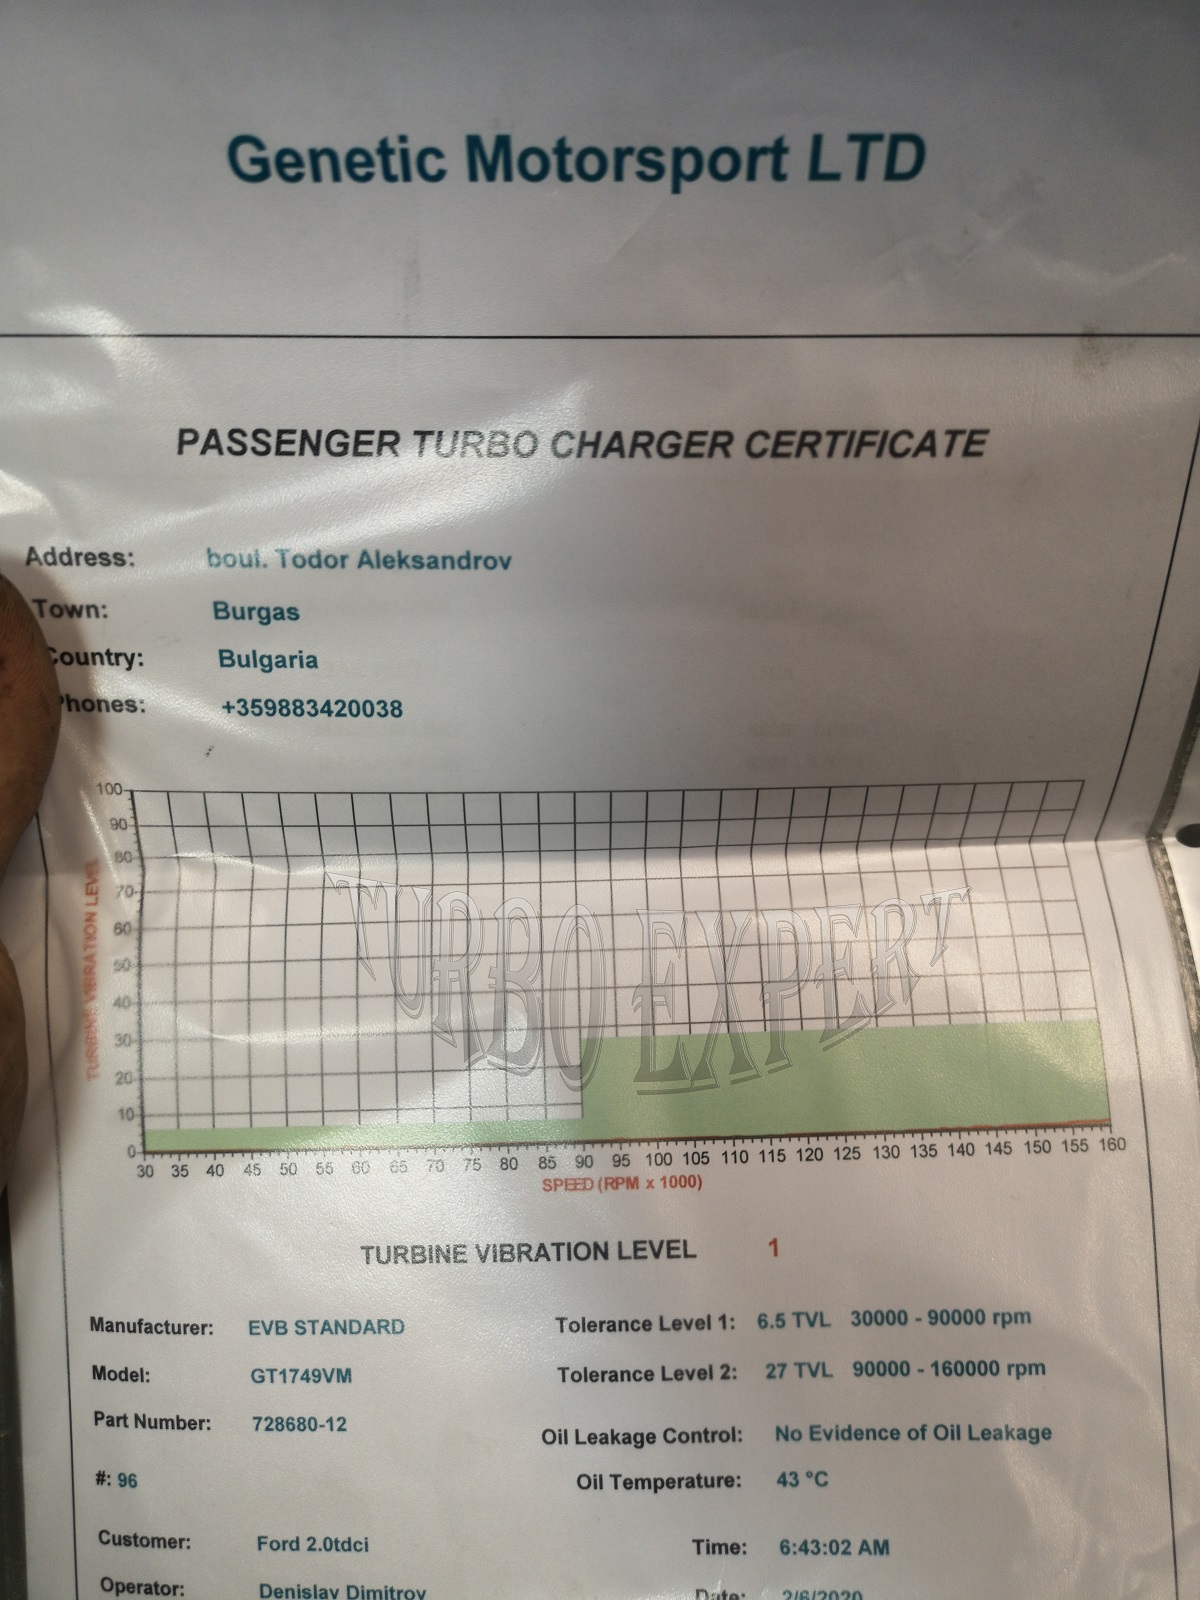 Genetic Motorsport LTD
PASSENGER TURBO CHARGER CERTIFICATE
Address: boul. Todor Aleksandrov
Town: Burgas
Country: Bulgaria
Phones: +359883420038
100
90
80
70
60
50
40
30
20
10
0
TURBINE VIBRATION LEVEL
TURBO EXPERT
30 35 40 45 50 55 60 65 70 75 80 85 90 95 100 105 110 115 120 125 130 135 140 145 150 155 160
SPEED (RPM x 1000)
TURBINE VIBRATION LEVEL 1
Manufacturer: EVB STANDARD Tolerance Level 1: 6.5 TVL 30000 - 90000 rpm
Model: GT1749VM Tolerance Level 2: 27 TVL 90000 - 160000 rpm
Part Number: 728680-12 Oil Leakage Control: No Evidence of Oil Leakage
#: 96 Oil Temperature: 43 °C
Customer: Ford 2.0tdci Time: 6:43:02 AM
Operator: Denislav Dimitrov Date: 2/6/2020